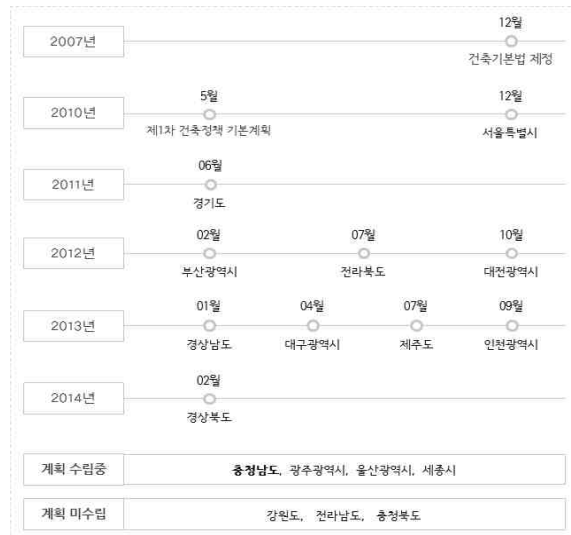 12월
2007년
건축기본법 제정
5월 12월
2010년
제1차 건축정책 기본계획 서울특별시
06월
2011년
경기도
02월 07월 10월
2012년
부산광역시 전라북도 대전광역시
01월 04월 07월 09월
2013년
경상남도 대구광역시 제주도 인천광역시
02월
2014년
경상북도
계획 수립중 충청남도, 광주광역시, 울산광역시, 세종시
계획 미수립 강원도, 전라남도, 충청북도